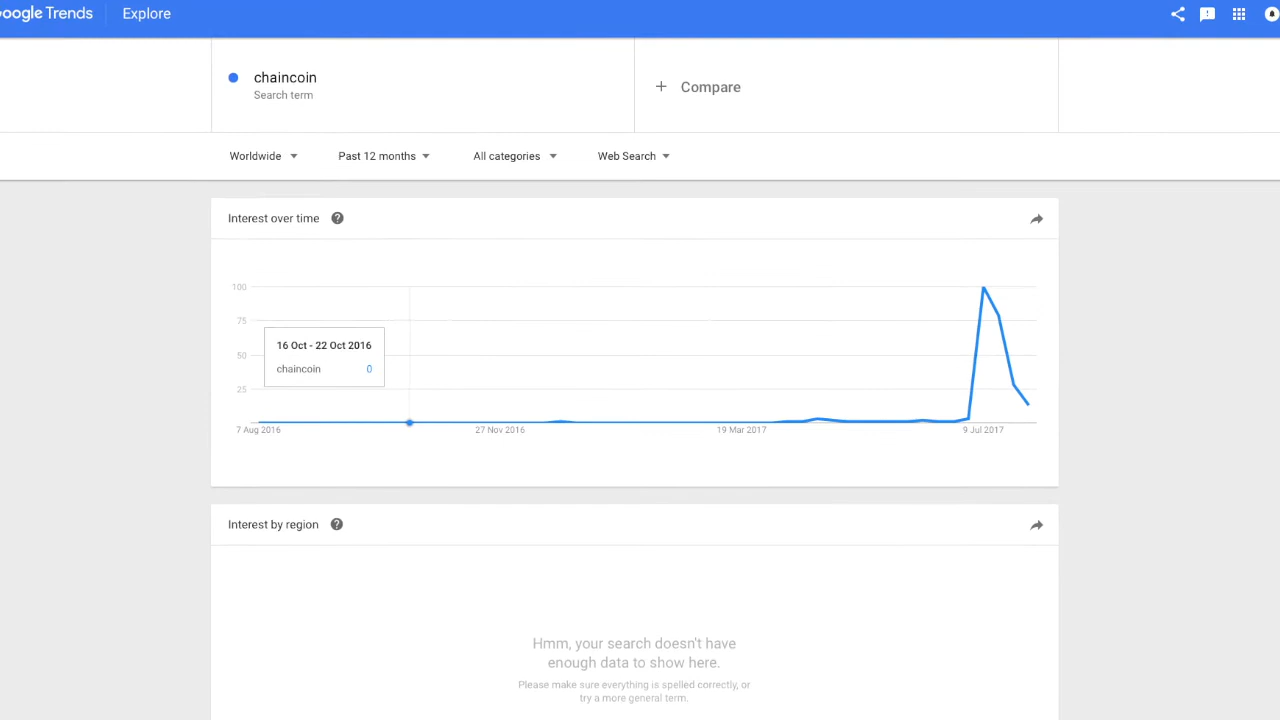 oogle Trends Explore
chaincoin
Search term
+ Compare
Worldwide Past 12 months All categories Web Search
Interest over time ?
100
75
50
25
16 Oct - 22 Oct 2016
chaincoin 0
7 Aug 2016 27 Nov 2016 19 Mar 2017 9 Jul 2017
Interest by region ?
Hmm, your search doesn't have
enough data to show here.
Please make sure everything is spelled correctly, or
try a more general term.